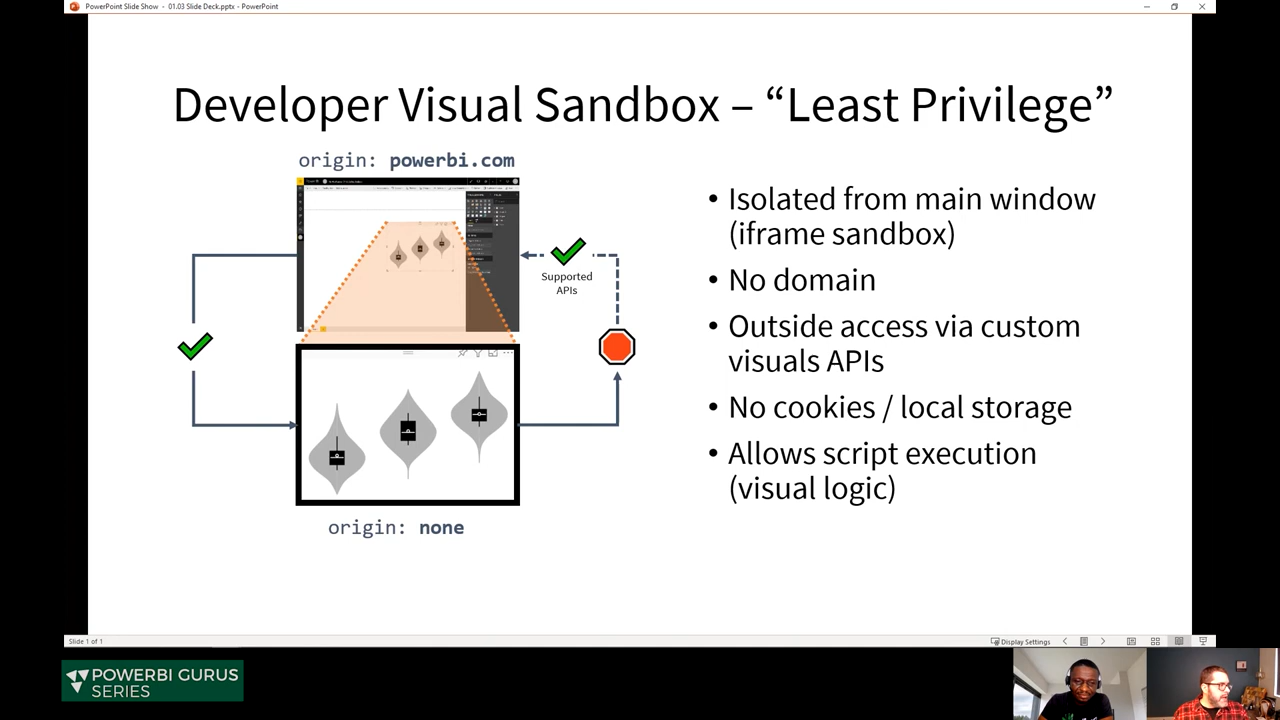 PowerPoint Slide Show - 01.03 Slide Deck.pptx - PowerPoint
Developer Visual Sandbox – “Least Privilege”
origin: powerbi.com
Supported
APIs
origin: none
• Isolated from main window
(iframe sandbox)
• No domain
• Outside access via custom
visuals APIs
• No cookies / local storage
• Allows script execution
(visual logic)
Slide 1 of 1
Display Settings
POWERBI GURUS
SERIES